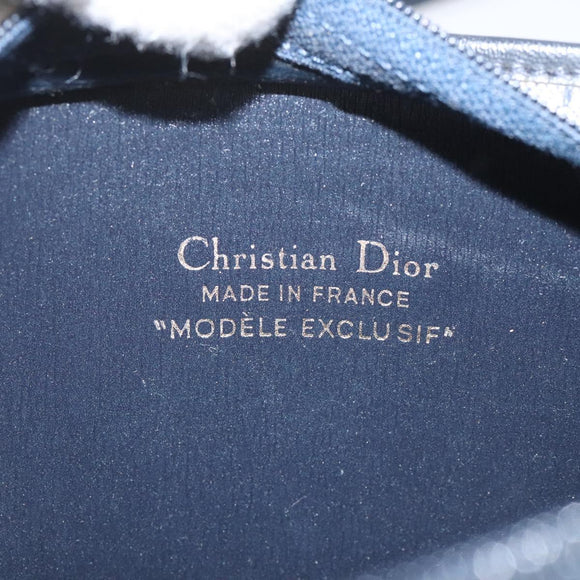 Christian Dior
MADE IN FRANCE
"MODÈLE EXCLUSIF"